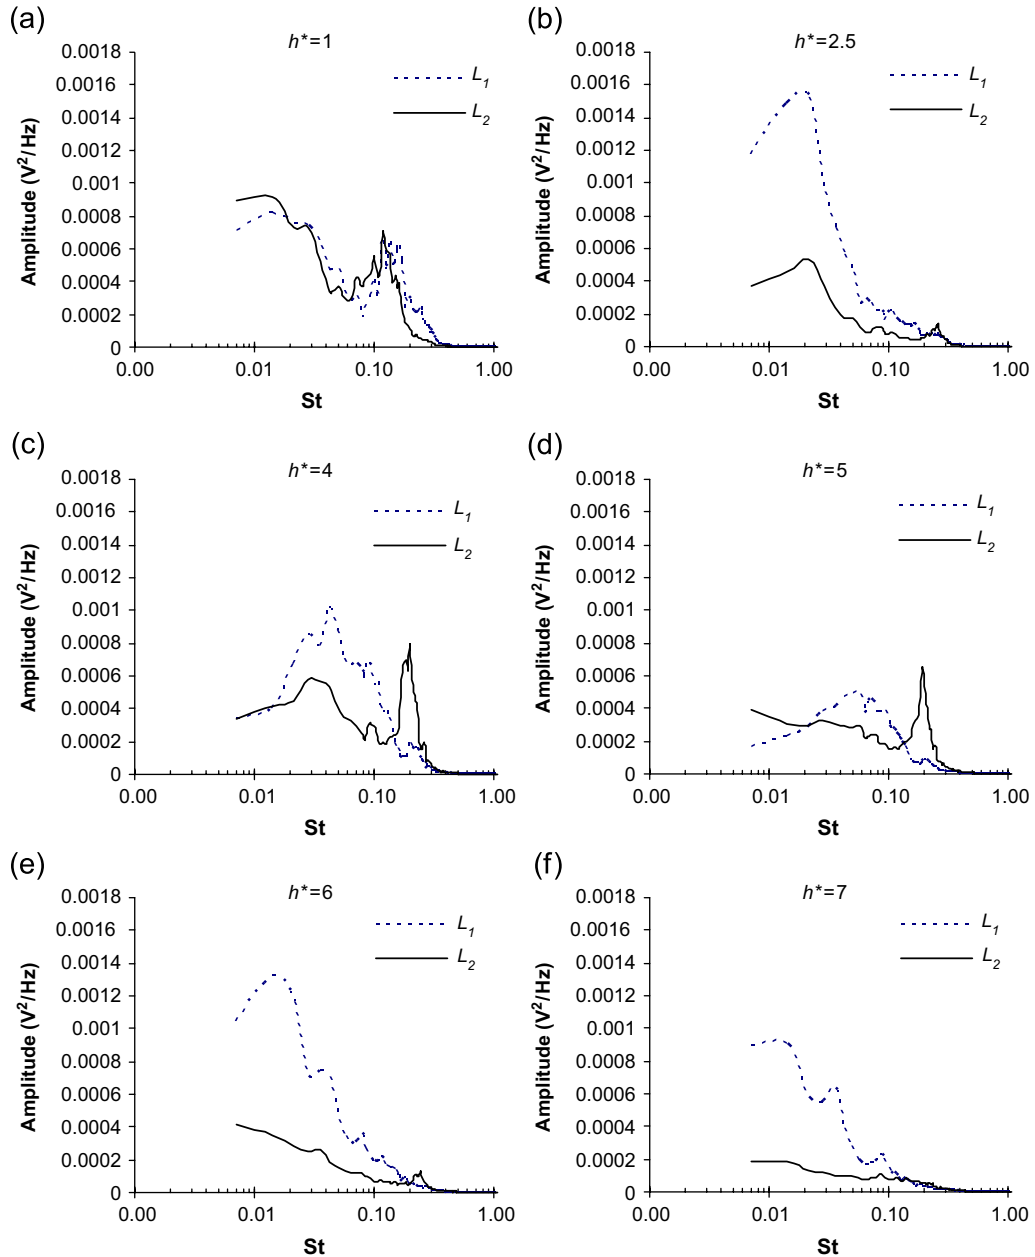 (a)
h*=1
0.0018
0.0016
0.0014
0.0012
0.001
0.0008
0.0006
0.0004
0.0002
0
Amplitude (V²/Hz)
L₁
L₂
0.00 0.01 0.10 1.00
St
(b)
h*=2.5
0.0018
0.0016
0.0014
0.0012
0.001
0.0008
0.0006
0.0004
0.0002
0
Amplitude (V²/Hz)
L₁
L₂
0.00 0.01 0.10 1.00
St
(c)
h*=4
0.0018
0.0016
0.0014
0.0012
0.001
0.0008
0.0006
0.0004
0.0002
0
Amplitude (V²/Hz)
L₁
L₂
0.00 0.01 0.10 1.00
St
(d)
h*=5
0.0018
0.0016
0.0014
0.0012
0.001
0.0008
0.0006
0.0004
0.0002
0
Amplitude (V²/Hz)
L₁
L₂
0.00 0.01 0.10 1.00
St
(e)
h*=6
0.0018
0.0016
0.0014
0.0012
0.001
0.0008
0.0006
0.0004
0.0002
0
Amplitude (V²/Hz)
L₁
L₂
0.00 0.01 0.10 1.00
St
(f)
h*=7
0.0018
0.0016
0.0014
0.0012
0.001
0.0008
0.0006
0.0004
0.0002
0
Amplitude (V²/Hz)
L₁
L₂
0.00 0.01 0.10 1.00
St